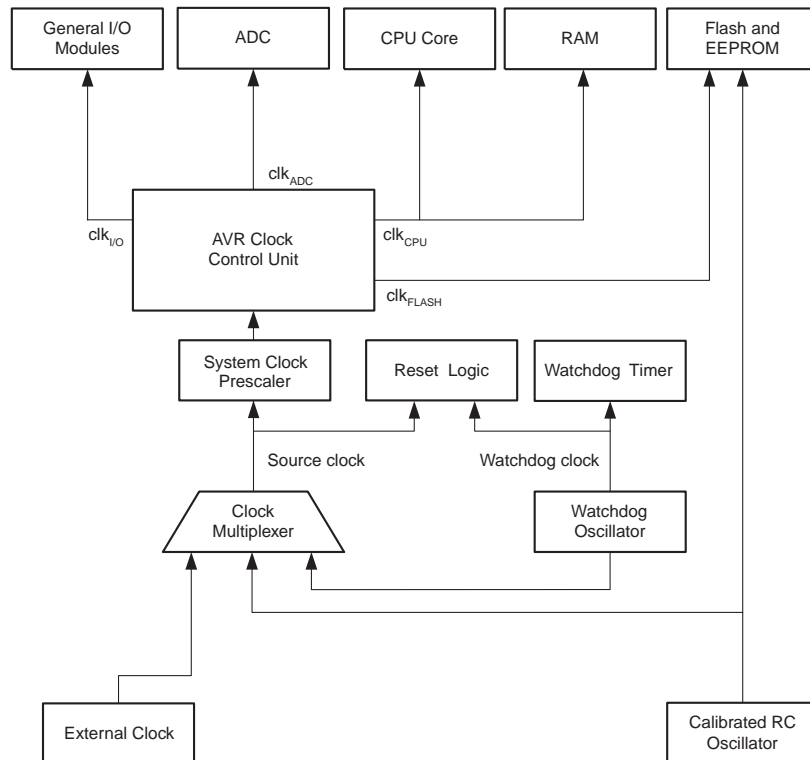 General I/O
Modules
ADC
CPU Core
RAM
Flash and
EEPROM
clkADC
clkI/O
AVR Clock
Control Unit
clkCPU
clkFLASH
System Clock
Prescaler
Reset Logic
Watchdog Timer
Source clock
Watchdog clock
Clock
Multiplexer
Watchdog
Oscillator
External Clock
Calibrated RC
Oscillator